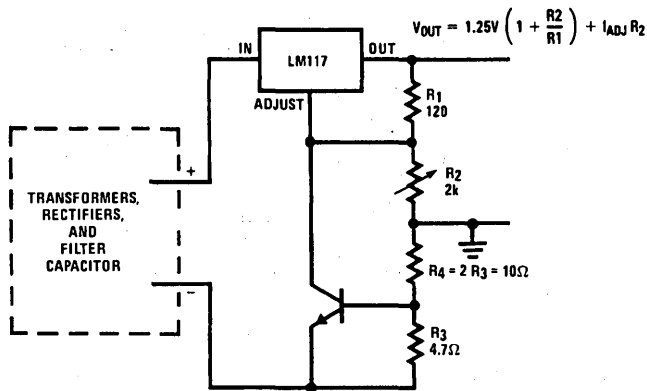 V_OUT = 1.25V (1 + R2/R1) + I_ADJ R2
IN
LM117
OUT
ADJUST
R1
120
R2
2k
+
TRANSFORMERS,
RECTIFIERS,
AND
FILTER
CAPACITOR
–
R4 = 2 R3 = 10Ω
R3
4.7Ω